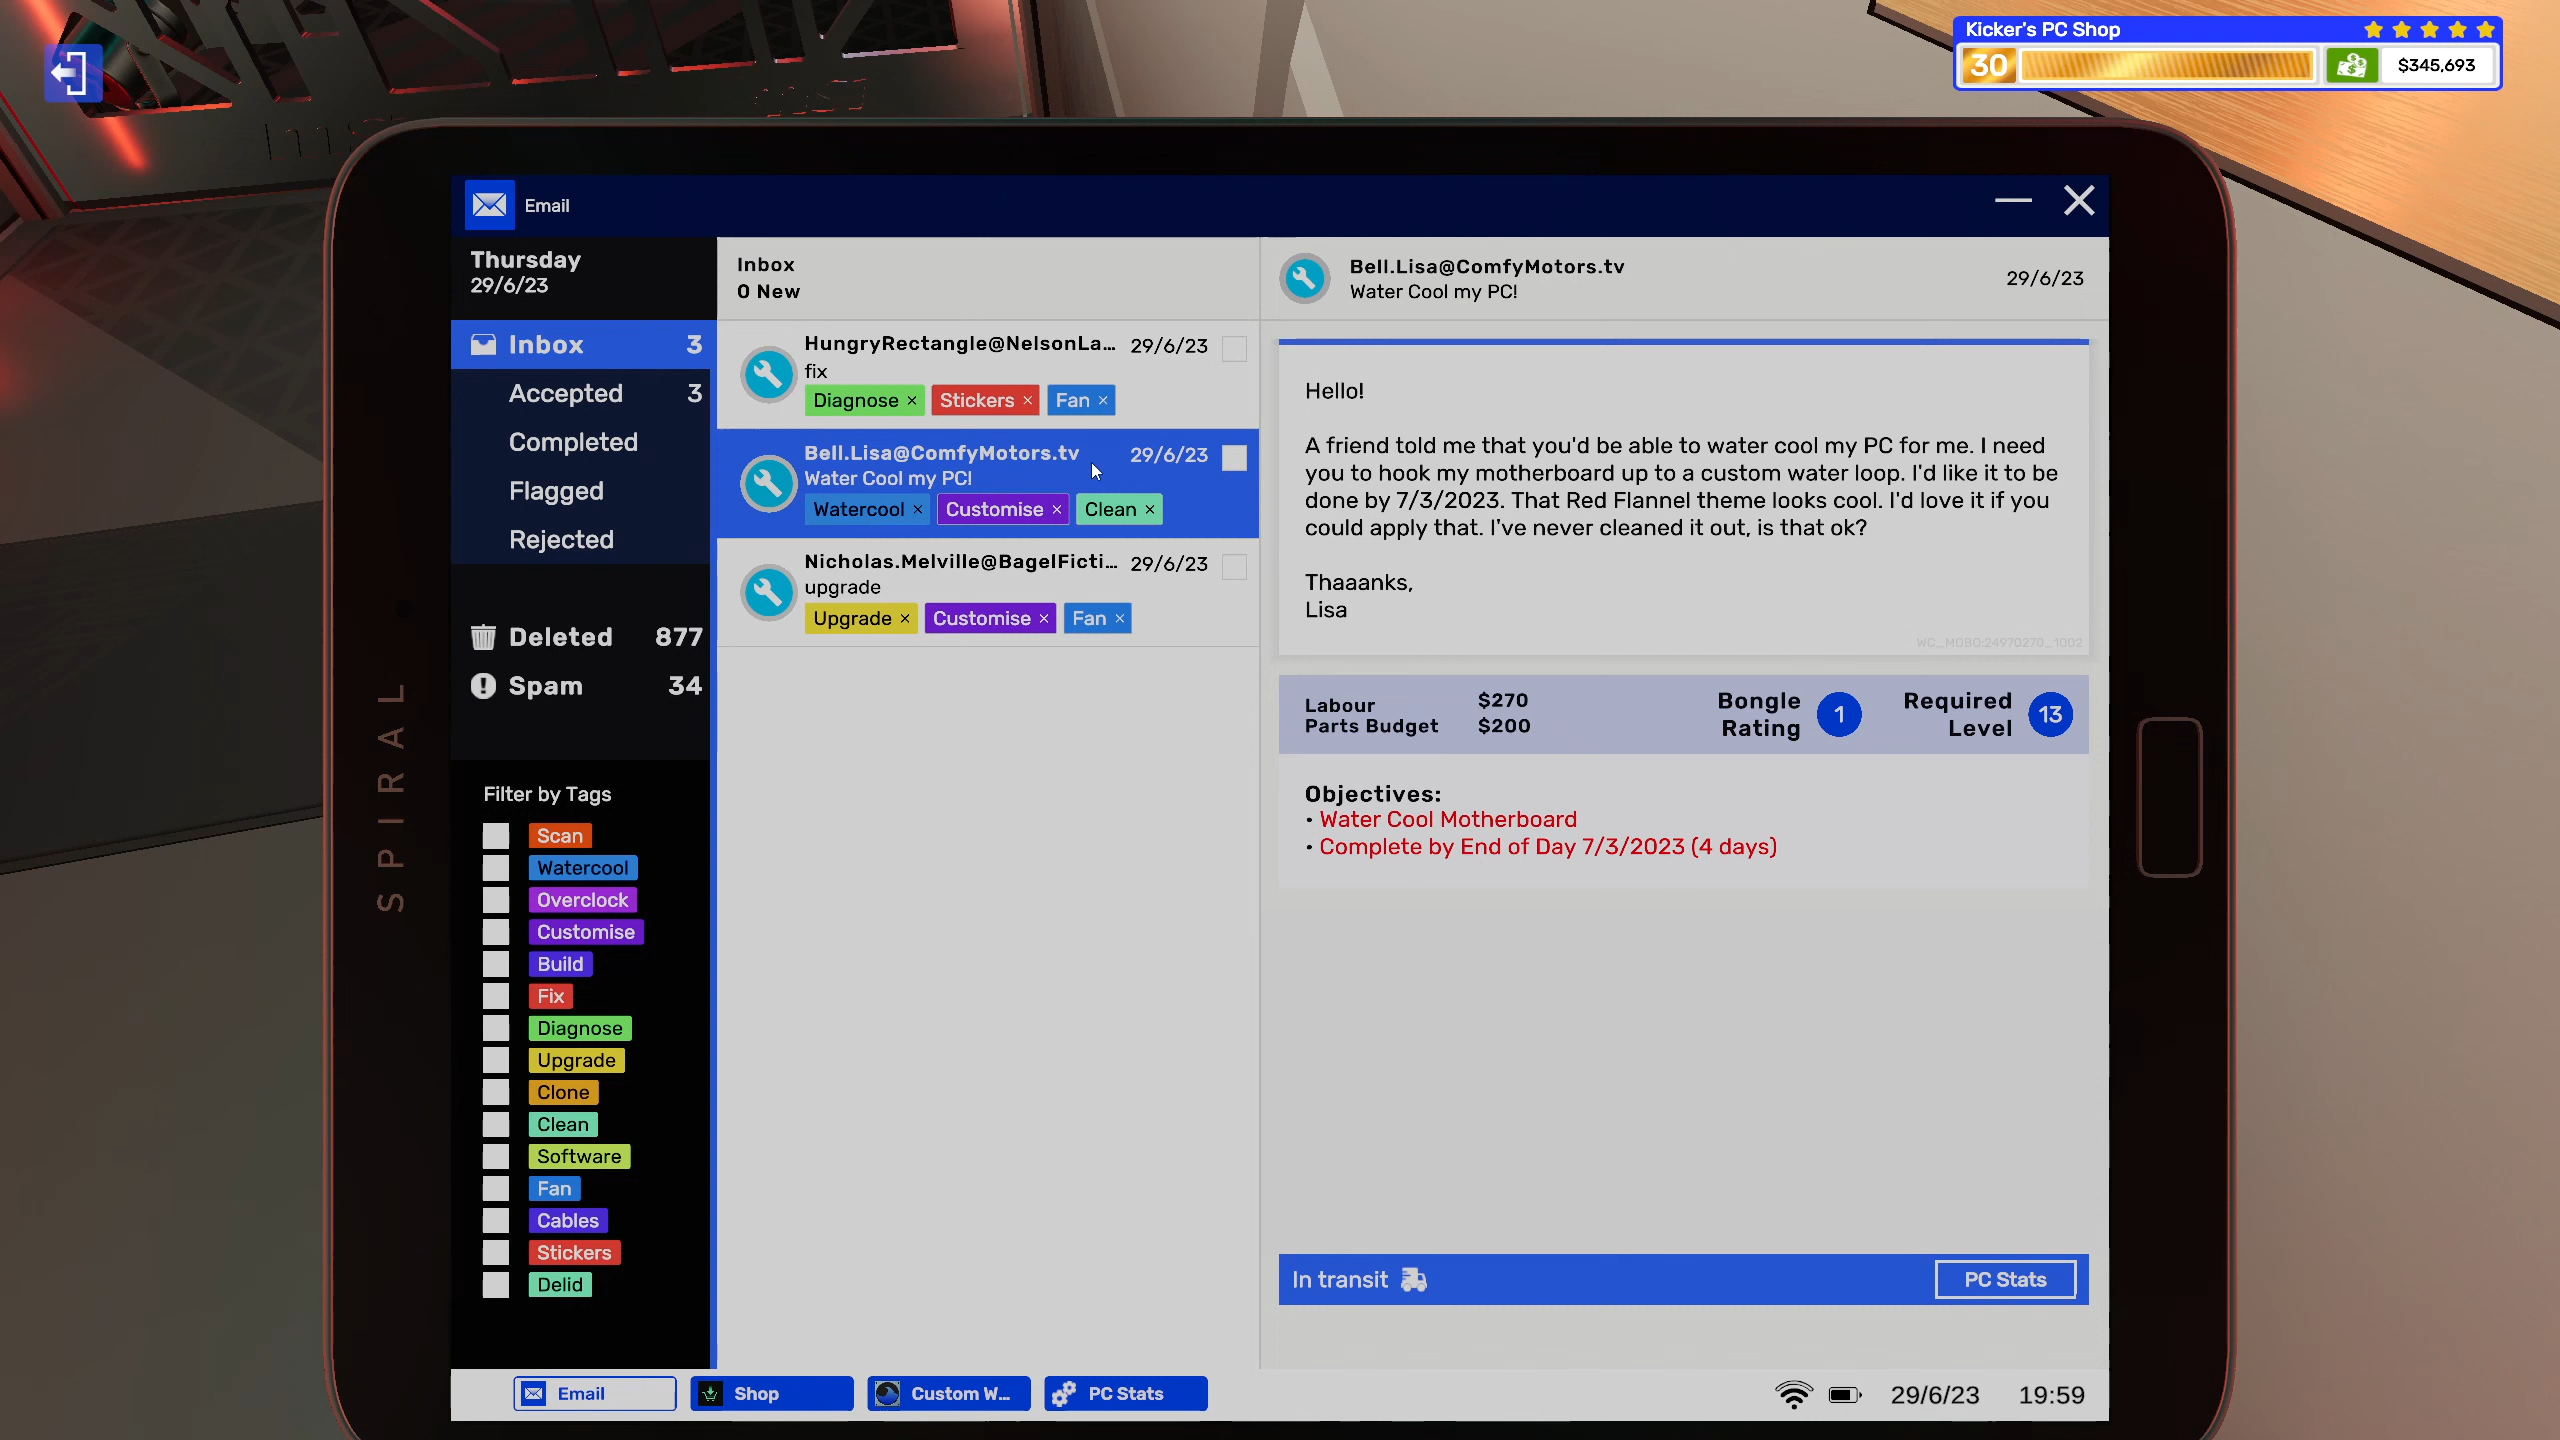 Kicker's PC Shop
30
$345,693
Email
Thursday
29/6/23
Inbox 3
Accepted 3
Completed
Flagged
Rejected
Deleted 877
Spam 34
Filter by Tags
Scan
Watercool
Overclock
Customise
Build
Fix
Diagnose
Upgrade
Clone
Clean
Software
Fan
Cables
Stickers
Delid
Inbox
0 New
HungryRectangle@NelsonLa... 29/6/23
fix
Diagnose × Stickers × Fan ×
Bell.Lisa@ComfyMotors.tv 29/6/23
Water Cool my PC!
Watercool × Customise × Clean ×
Nicholas.Melville@BagelFicti... 29/6/23
upgrade
Upgrade × Customise × Fan ×
Bell.Lisa@ComfyMotors.tv
Water Cool my PC!
29/6/23
Hello!
A friend told me that you'd be able to water cool my PC for me. I need
you to hook my motherboard up to a custom water loop. I'd like it to be
done by 7/3/2023. That Red Flannel theme looks cool. I'd love it if you
could apply that. I've never cleaned it out, is that ok?
Thaaanks,
Lisa
WC_MOBO:24970270_1002
Labour $270
Parts Budget $200
Bongle
Rating
1
Required
Level
13
Objectives:
• Water Cool Motherboard
• Complete by End of Day 7/3/2023 (4 days)
In transit
PC Stats
SPIRAL
Email
Shop
Custom W...
PC Stats
29/6/23
19:59